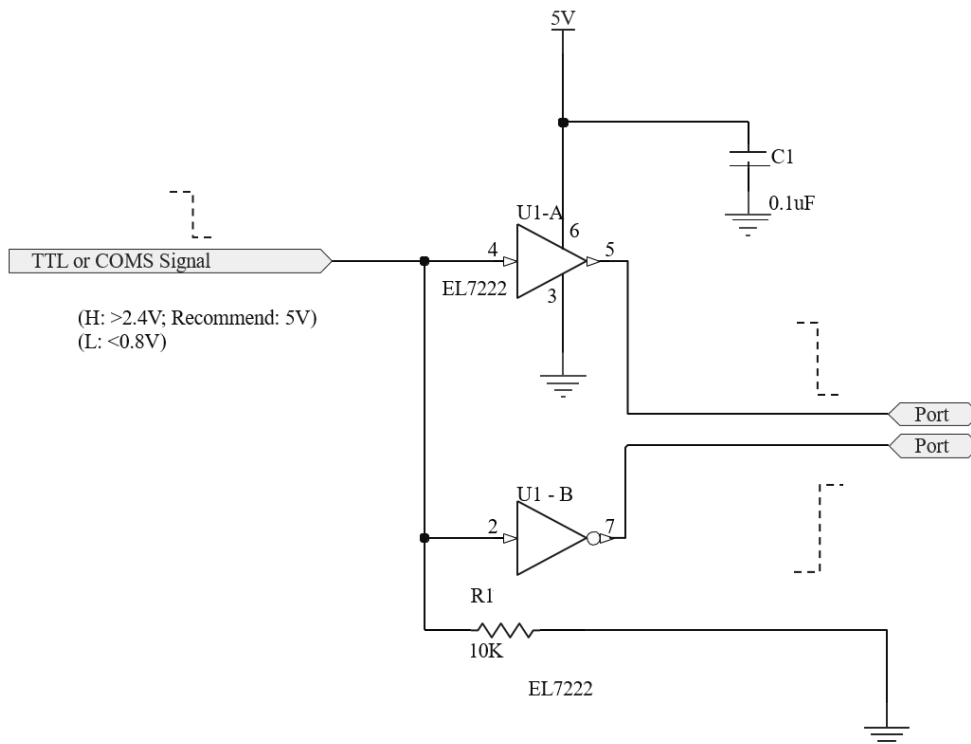 5V
C1
0.1uF
U1-A
6
4
5
TTL or COMS Signal
EL7222
3
(H: >2.4V; Recommend: 5V)
(L: <0.8V)
Port
Port
U1 - B
2
7
R1
10K
EL7222